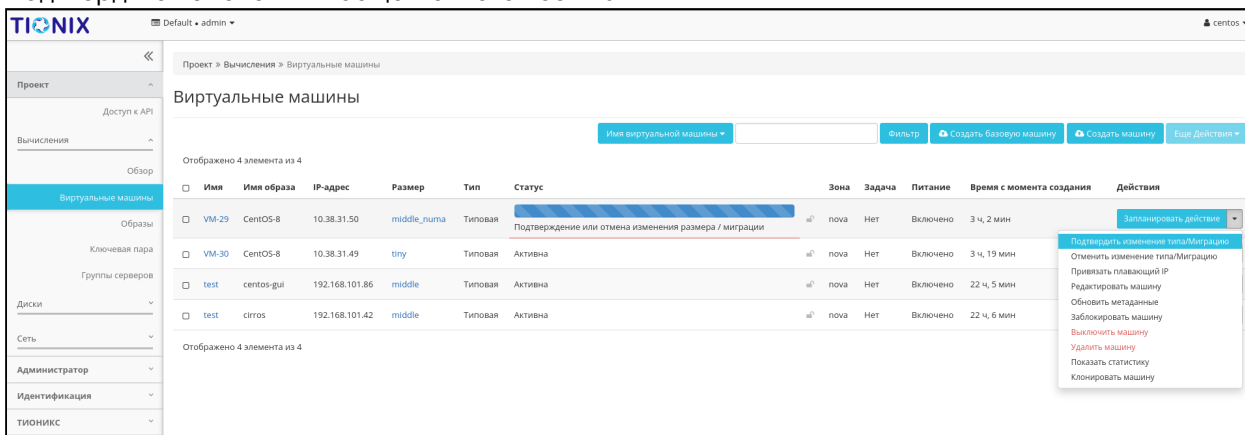 TIONIX
Default • admin
centos
Проект » Вычисления » Виртуальные машины
Проект
Доступ к API
Вычисления
Обзор
Виртуальные машины
Образы
Ключевая пара
Группы серверов
Диски
Сеть
Администратор
Идентификация
ТИОНИКС
Виртуальные машины
Имя виртуальной машины Фильтр Создать базовую машину Создать машину Еще Действия
Отображено 4 элемента из 4
Имя Имя образа IP-адрес Размер Тип Статус Зона Задача Питание Время с момента создания Действия
VM-29 CentOS-8 10.38.31.50 middle_numa Типовая Подтверждение или отмена изменения размера / миграции nova Нет Включено 3 ч, 2 мин Запланировать действие
VM-30 CentOS-8 10.38.31.49 tiny Типовая Активна nova Нет Включено 3 ч, 19 мин
test centos-gui 192.168.101.86 middle Типовая Активна nova Нет Включено 22 ч, 5 мин
test cirros 192.168.101.42 middle Типовая Активна nova Нет Включено 22 ч, 6 мин
Отображено 4 элемента из 4
Подтвердить изменение типа/Миграцию
Отменить изменение типа/Миграцию
Привязать плавающий IP
Редактировать машину
Обновить метаданные
Заблокировать машину
Выключить машину
Удалить машину
Показать статистику
Клонировать машину